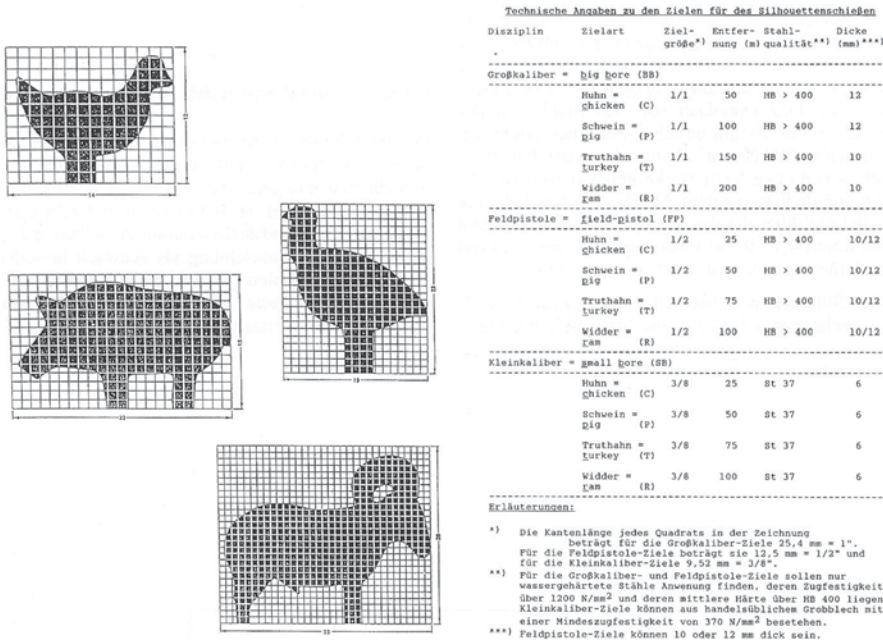 Technische Angaben zu den Zielen für des Silhouettenschießen
Disziplin Zielart Ziel- Entfer- Stahl- Dicke
größe*) nung (m) qualität**) (mm)***)
Großkaliber = big bore (BB)
Huhn = 1/1 50 HB > 400 12
chicken (C)
Schwein = 1/1 100 HB > 400 12
pig (P)
Truthahn = 1/1 150 HB > 400 10
turkey (T)
Widder = 1/1 200 HB > 400 10
ram (R)
Feldpistole = field-pistol (FP)
Huhn = 1/2 25 HB > 400 10/12
chicken (C)
Schwein = 1/2 50 HB > 400 10/12
pig (P)
Truthahn = 1/2 75 HB > 400 10/12
turkey (T)
Widder = 1/2 100 HB > 400 10/12
ram (R)
Kleinkaliber = small bore (SB)
Huhn = 3/8 25 St 37 6
chicken (C)
Schwein = 3/8 50 St 37 6
pig (P)
Truthahn = 3/8 75 St 37 6
turkey (T)
Widder = 3/8 100 St 37 6
ram (R)
Erläuterungen:
*) Die Kantenlänge jedes Quadrats in der Zeichnung
beträgt für die Großkaliber-Ziele 25,4 mm = 1".
Für die Feldpistole-Ziele beträgt sie 12,5 mm = 1/2" und
für die Kleinkaliber-Ziele 9,52 mm = 3/8".
**) Für die Großkaliber- und Feldpistole-Ziele sollen nur
wassergehärtete Stähle Anwenung finden, deren Zugfestigkeit
über 1200 N/mm² und deren mittlere Härte über HB 400 liegen
Kleinkaliber-Ziele können aus handelsüblichem Grobblech mit
einer Mindeszugfestigkeit von 370 N/mm² besetehen.
***) Feldpistole-Ziele können 10 oder 12 mm dick sein.